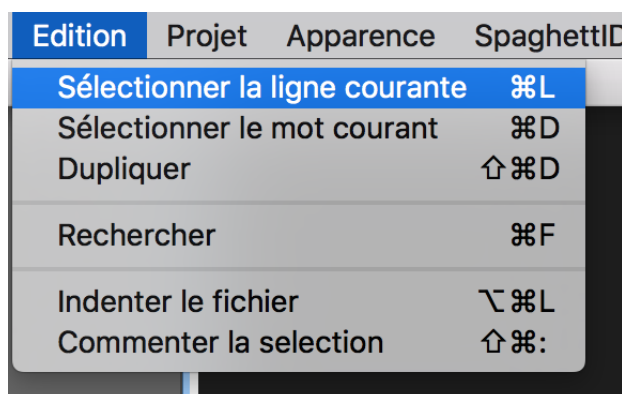 Edition Projet Apparence SpaghettID
Sélectionner la ligne courante ⌘L
Sélectionner le mot courant ⌘D
Dupliquer ⇧⌘D
Rechercher ⌘F
Indenter le fichier ⌥⌘L
Commenter la selection ⇧⌘: